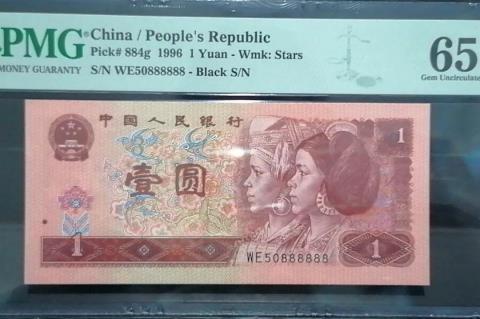 PMG China / People's Republic 65
Pick# 884g 1996 1 Yuan - Wmk: Stars
MONEY GUARANTY S/N WE50888888 - Black S/N Gem Uncirculate
中国人民银行
1
壹圆
WE50888888
1 1